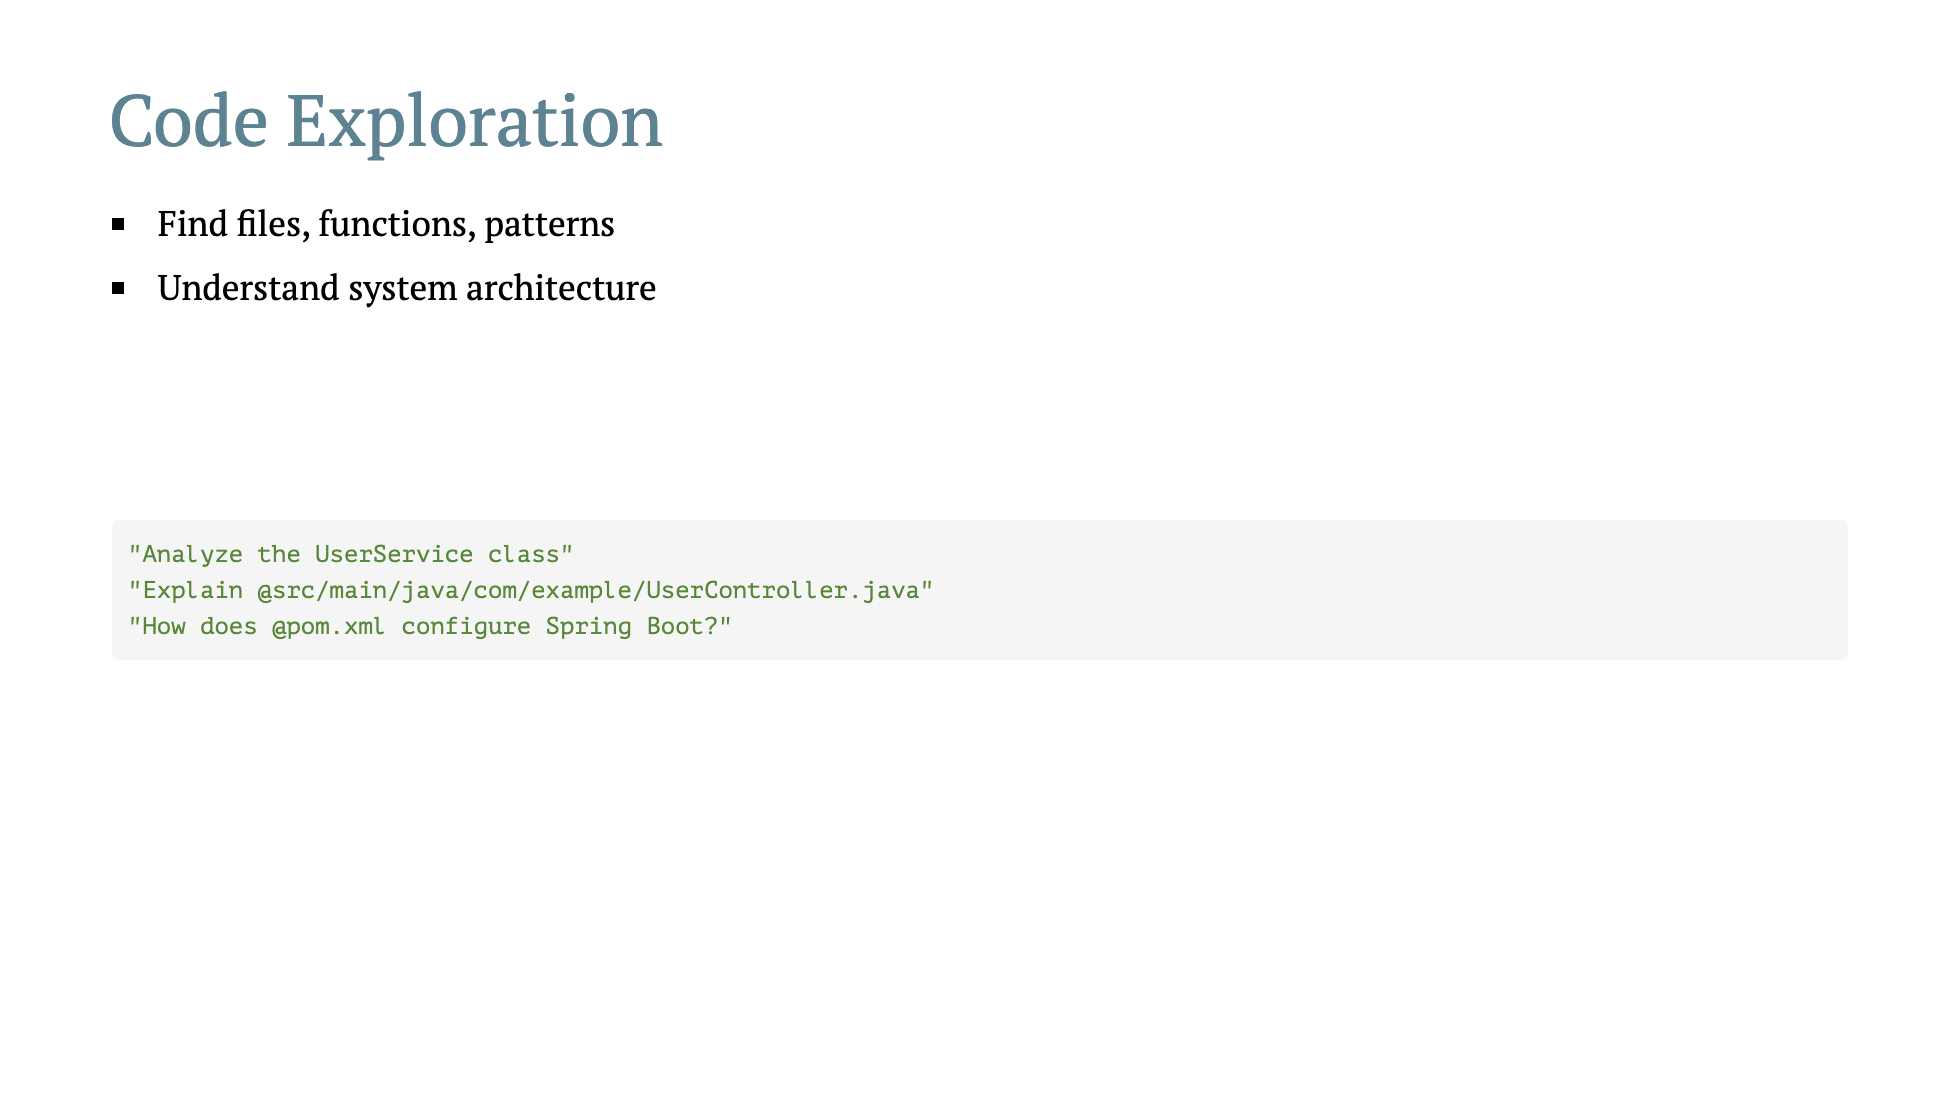 Code Exploration
Find files, functions, patterns
Understand system architecture
"Analyze the UserService class"
"Explain @src/main/java/com/example/UserController.java"
"How does @pom.xml configure Spring Boot?"